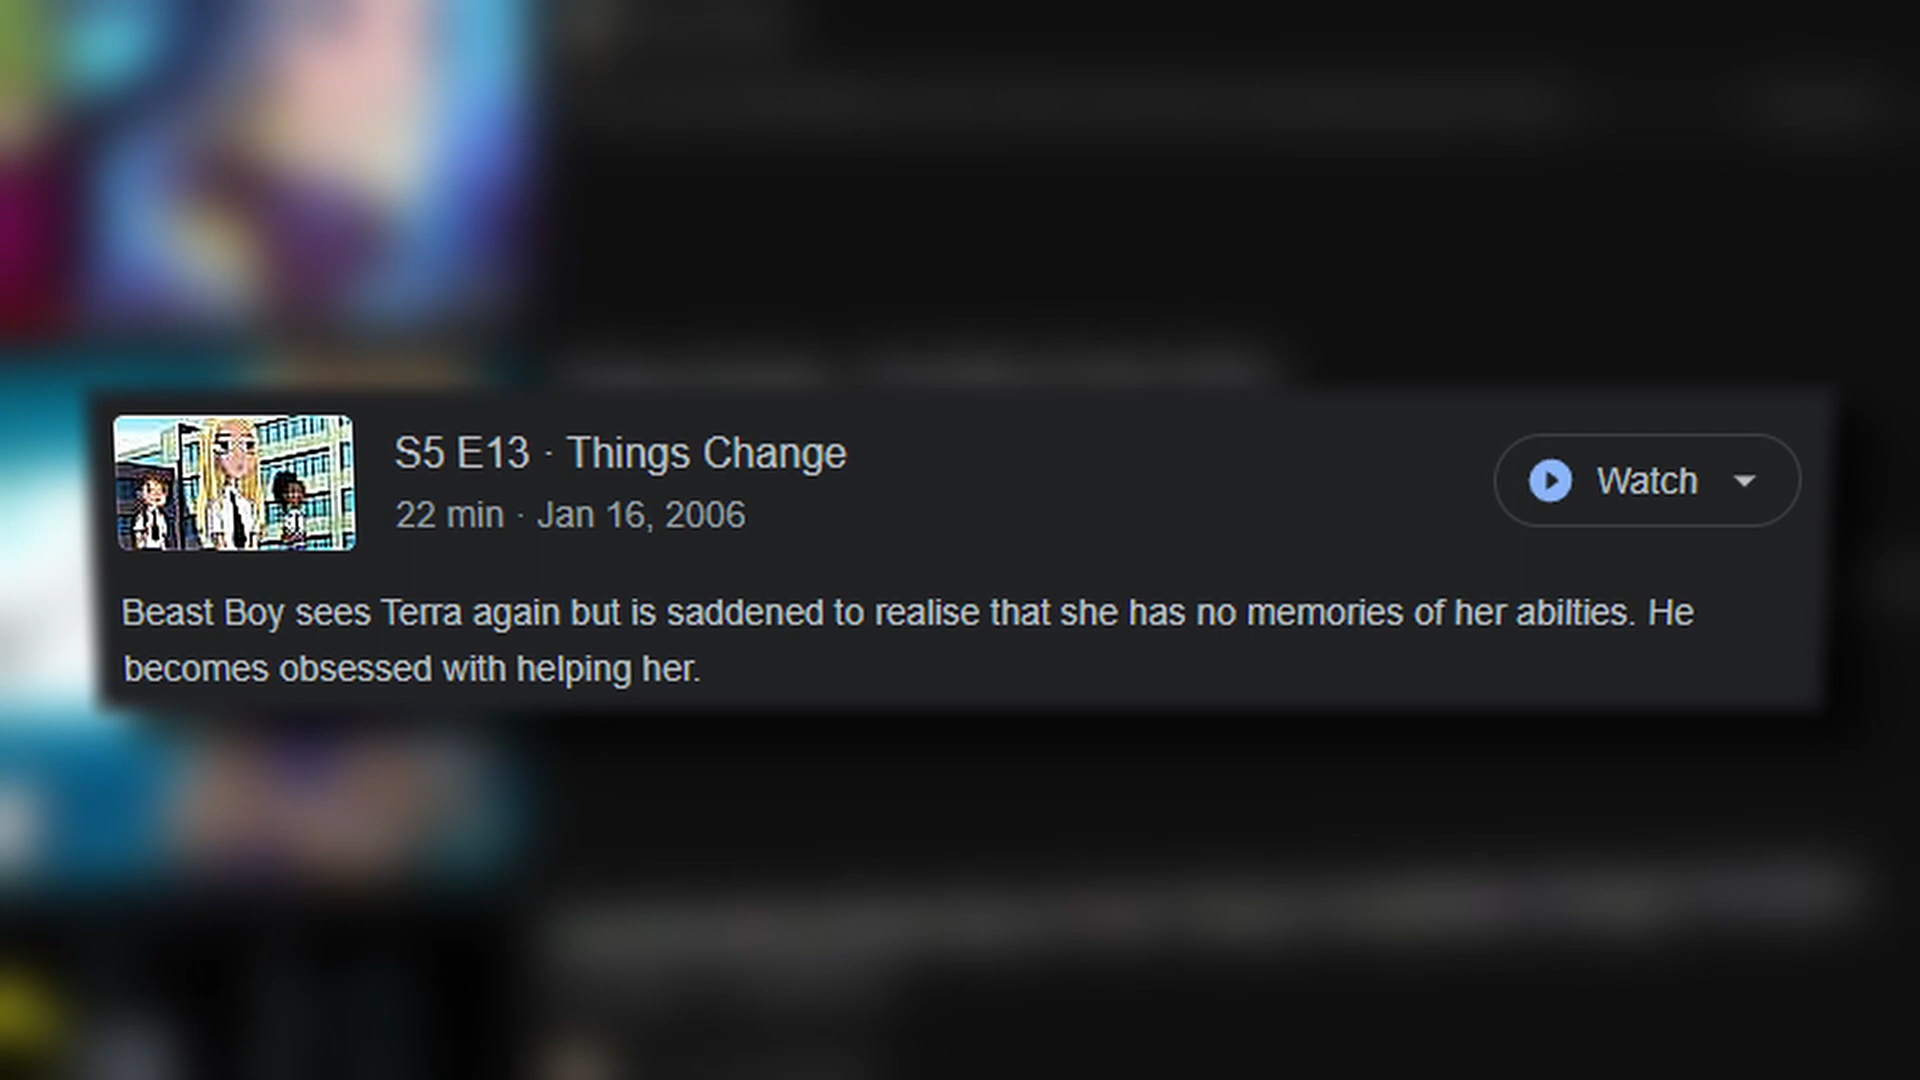 S5 E13 · Things Change
22 min · Jan 16, 2006
Watch
Beast Boy sees Terra again but is saddened to realise that she has no memories of her abilties. He
becomes obsessed with helping her.